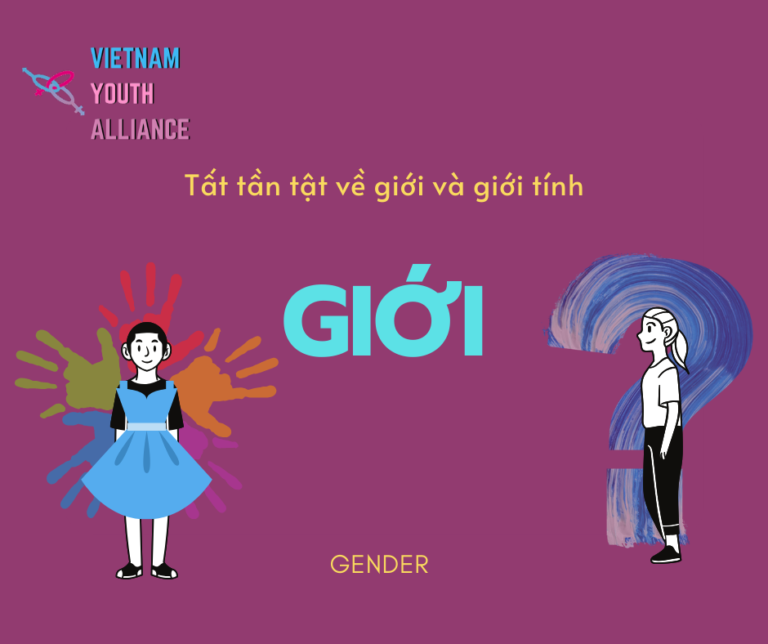 VIETNAM
YOUTH
ALLIANCE
Tất tần tật về giới và giới tính
GIỚI
GENDER